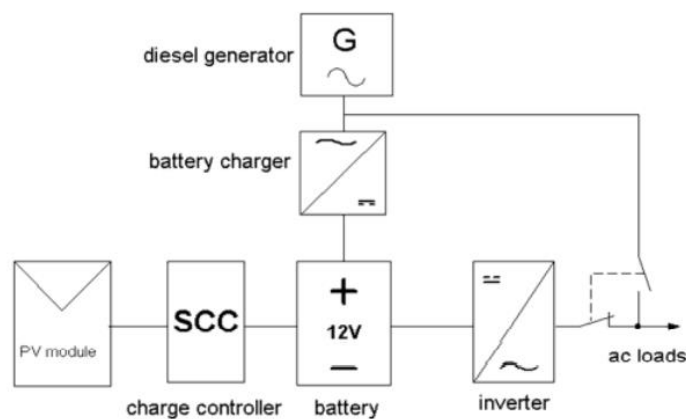 G
diesel generator
battery charger
SCC
12V
PV module
ac loads
charge controller
battery
inverter